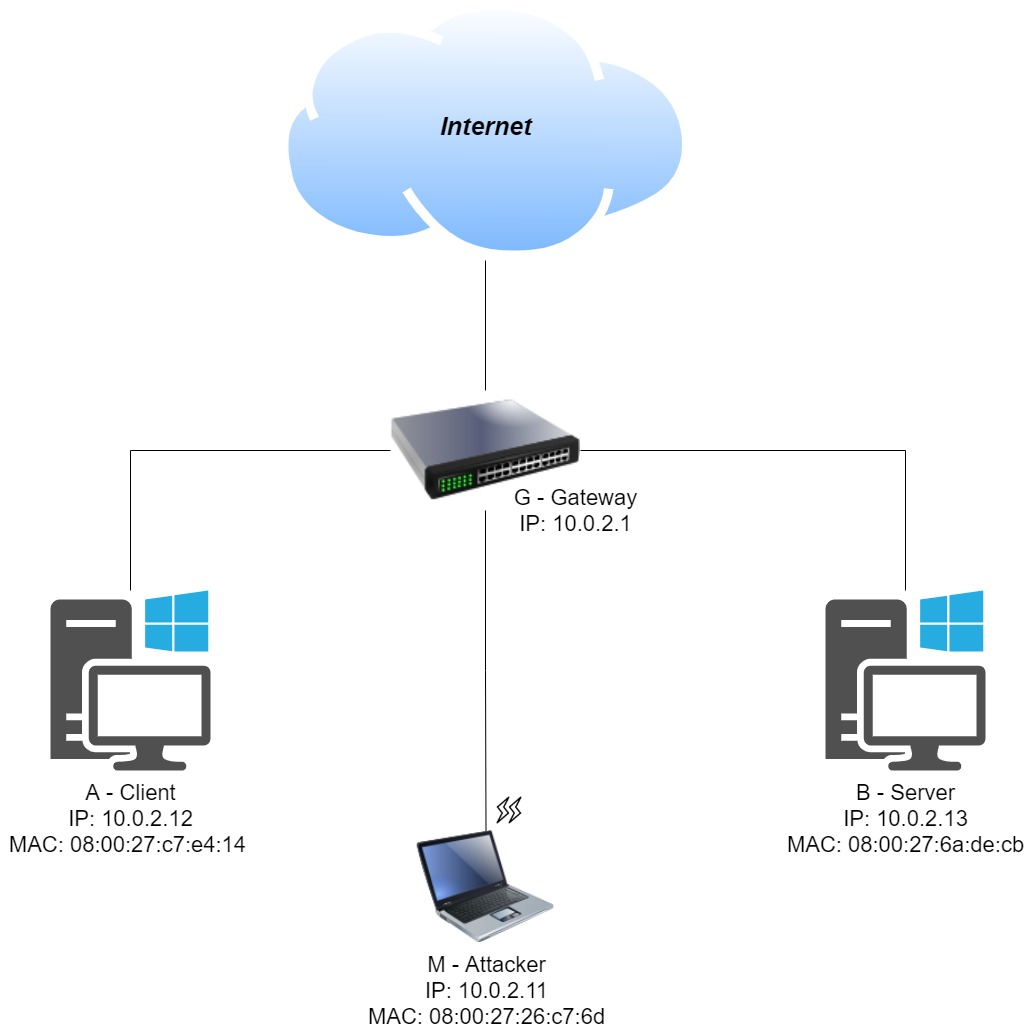 Internet
G - Gateway
IP: 10.0.2.1
A - Client
IP: 10.0.2.12
MAC: 08:00:27:c7:e4:14
B - Server
IP: 10.0.2.13
MAC: 08:00:27:6a:de:cb
M - Attacker
IP: 10.0.2.11
MAC: 08:00:27:26:c7:6d